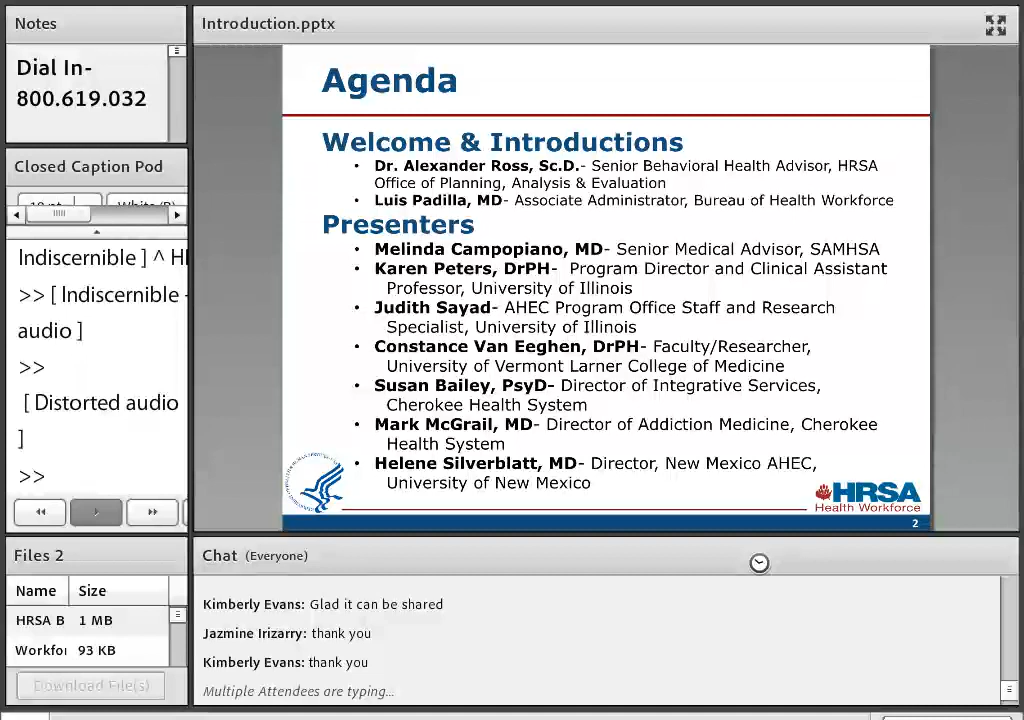 Notes
Dial In-
800.619.032
Closed Caption Pod
Indiscernible ] ^ H
>> [ Indiscernible -
audio ]
>>
[ Distorted audio
]
>>
Files 2
Name Size
HRSA B 1 MB
Workfo 93 KB
Download File(s)
Introduction.pptx
Agenda
Welcome & Introductions
• Dr. Alexander Ross, Sc.D.- Senior Behavioral Health Advisor, HRSA
Office of Planning, Analysis & Evaluation
• Luis Padilla, MD- Associate Administrator, Bureau of Health Workforce
Presenters
• Melinda Campopiano, MD- Senior Medical Advisor, SAMHSA
• Karen Peters, DrPH- Program Director and Clinical Assistant
Professor, University of Illinois
• Judith Sayad- AHEC Program Office Staff and Research
Specialist, University of Illinois
• Constance Van Eeghen, DrPH- Faculty/Researcher,
University of Vermont Larner College of Medicine
• Susan Bailey, PsyD- Director of Integrative Services,
Cherokee Health System
• Mark McGrail, MD- Director of Addiction Medicine, Cherokee
Health System
• Helene Silverblatt, MD- Director, New Mexico AHEC,
University of New Mexico
HRSA
Health Workforce
2
Chat (Everyone)
Kimberly Evans: Glad it can be shared
Jazmine Irizarry: thank you
Kimberly Evans: thank you
Multiple Attendees are typing...